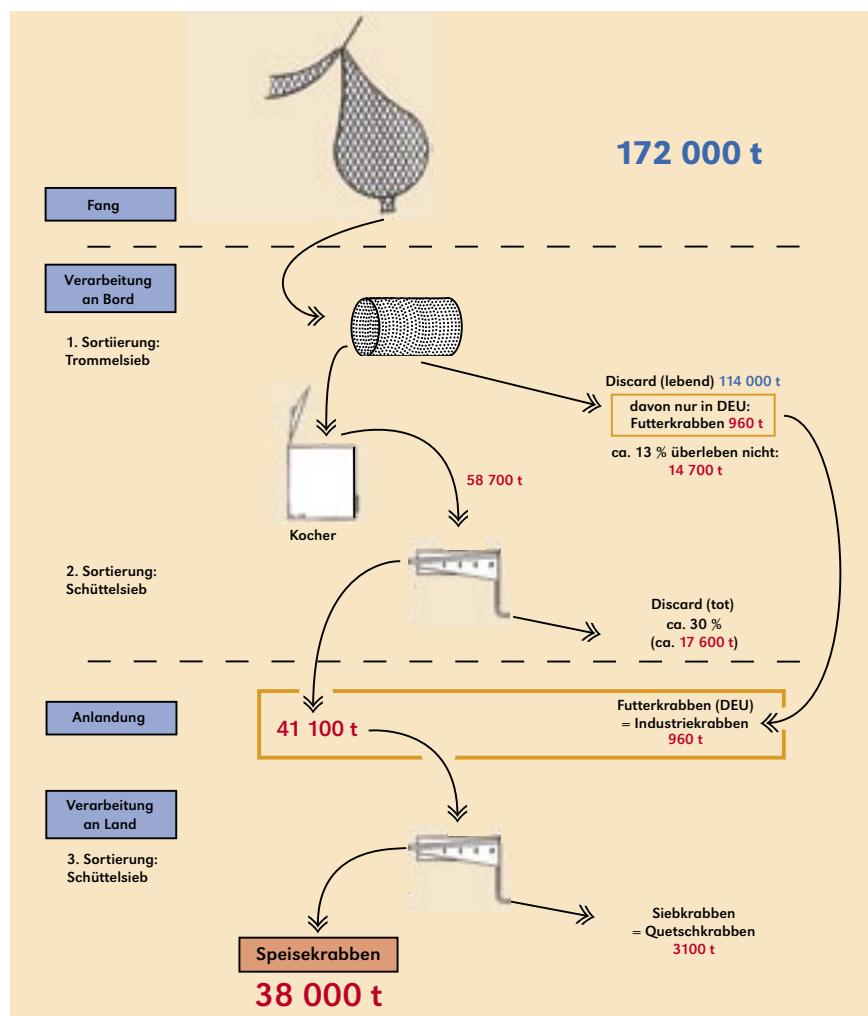 172 000 t
Fang
Verarbeitung
an Bord
1. Sortiierung:
Trommelsieb
Discard (lebend) 114 000 t
davon nur in DEU:
Futterkrabben 960 t
ca. 13 % überleben nicht:
14 700 t
58 700 t
Kocher
2. Sortierung:
Schüttelsieb
Discard (tot)
ca. 30 %
(ca. 17 600 t)
Anlandung
41 100 t
Futterkrabben (DEU)
= Industriekrabben
960 t
Verarbeitung
an Land
3. Sortierung:
Schüttelsieb
Siebkrabben
= Quetschkrabben
3100 t
Speisekrabben
38 000 t